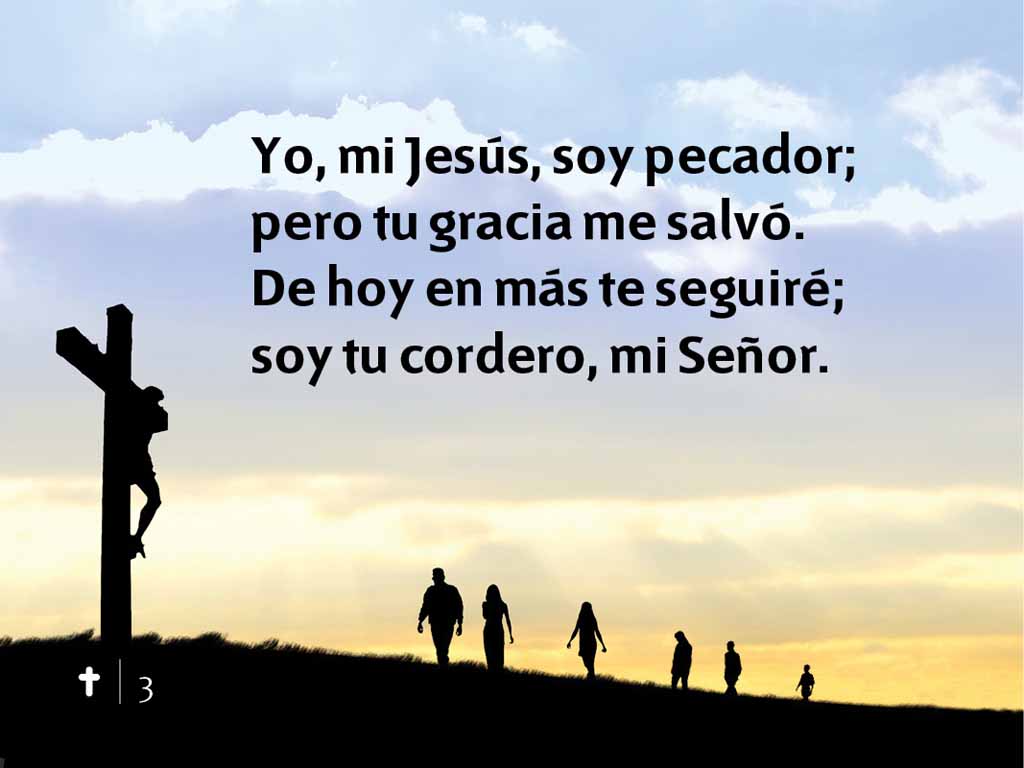 Yo, mi Jesús, soy pecador;
pero tu gracia me salvó.
De hoy en más te seguiré;
soy tu cordero, mi Señor.
3